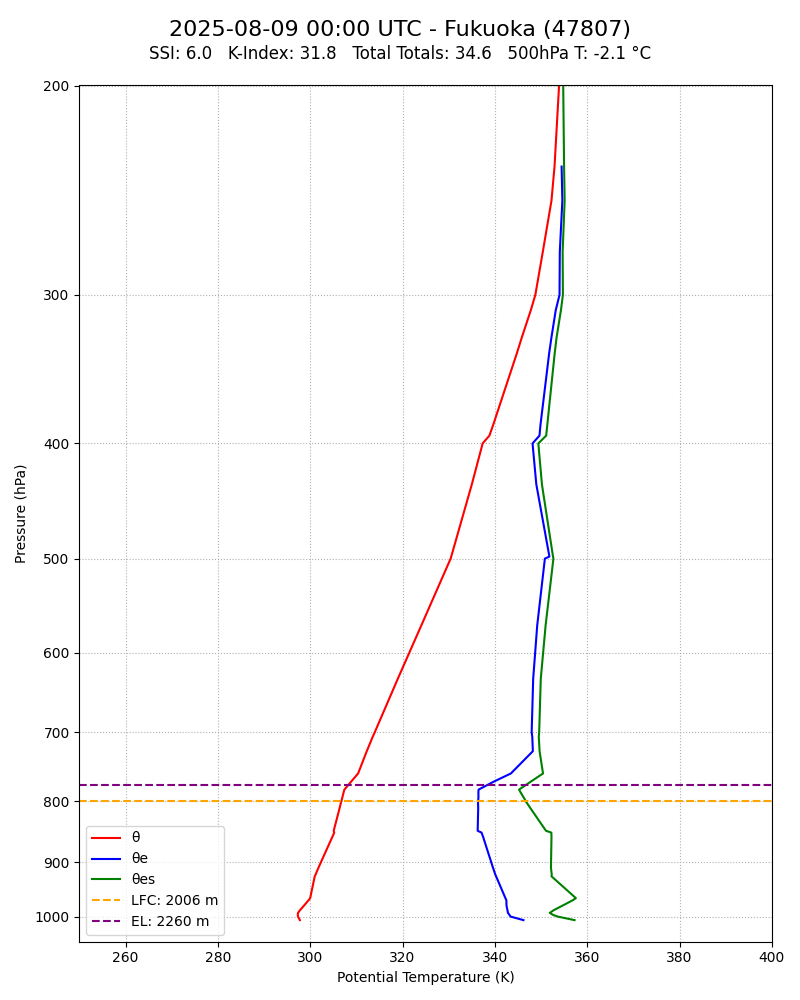 2025-08-09 00:00 UTC - Fukuoka (47807)
SSI: 6.0   K-Index: 31.8   Total Totals: 34.6   500hPa T: -2.1 °C
200
300
400
500
600
700
800
900
1000
Pressure (hPa)
θ
θe
θes
LFC: 2006 m
EL: 2260 m
260 280 300 320 340 360 380 400
Potential Temperature (K)